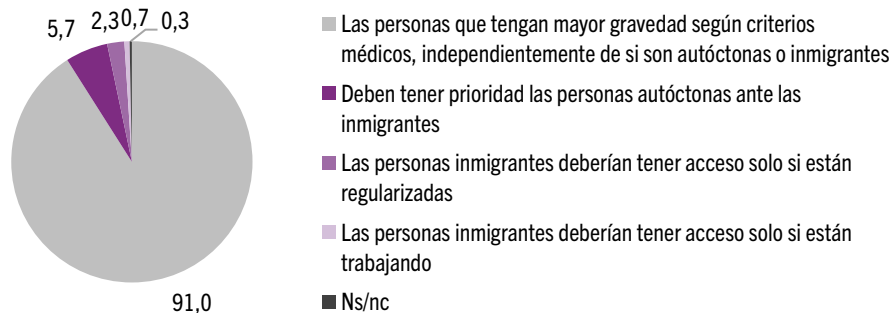 5,7 2,3 0,7 0,3
91,0
Las personas que tengan mayor gravedad según criterios
médicos, independientemente de si son autóctonas o inmigrantes
Deben tener prioridad las personas autóctonas ante las
inmigrantes
Las personas inmigrantes deberían tener acceso solo si están
regularizadas
Las personas inmigrantes deberían tener acceso solo si están
trabajando
Ns/nc